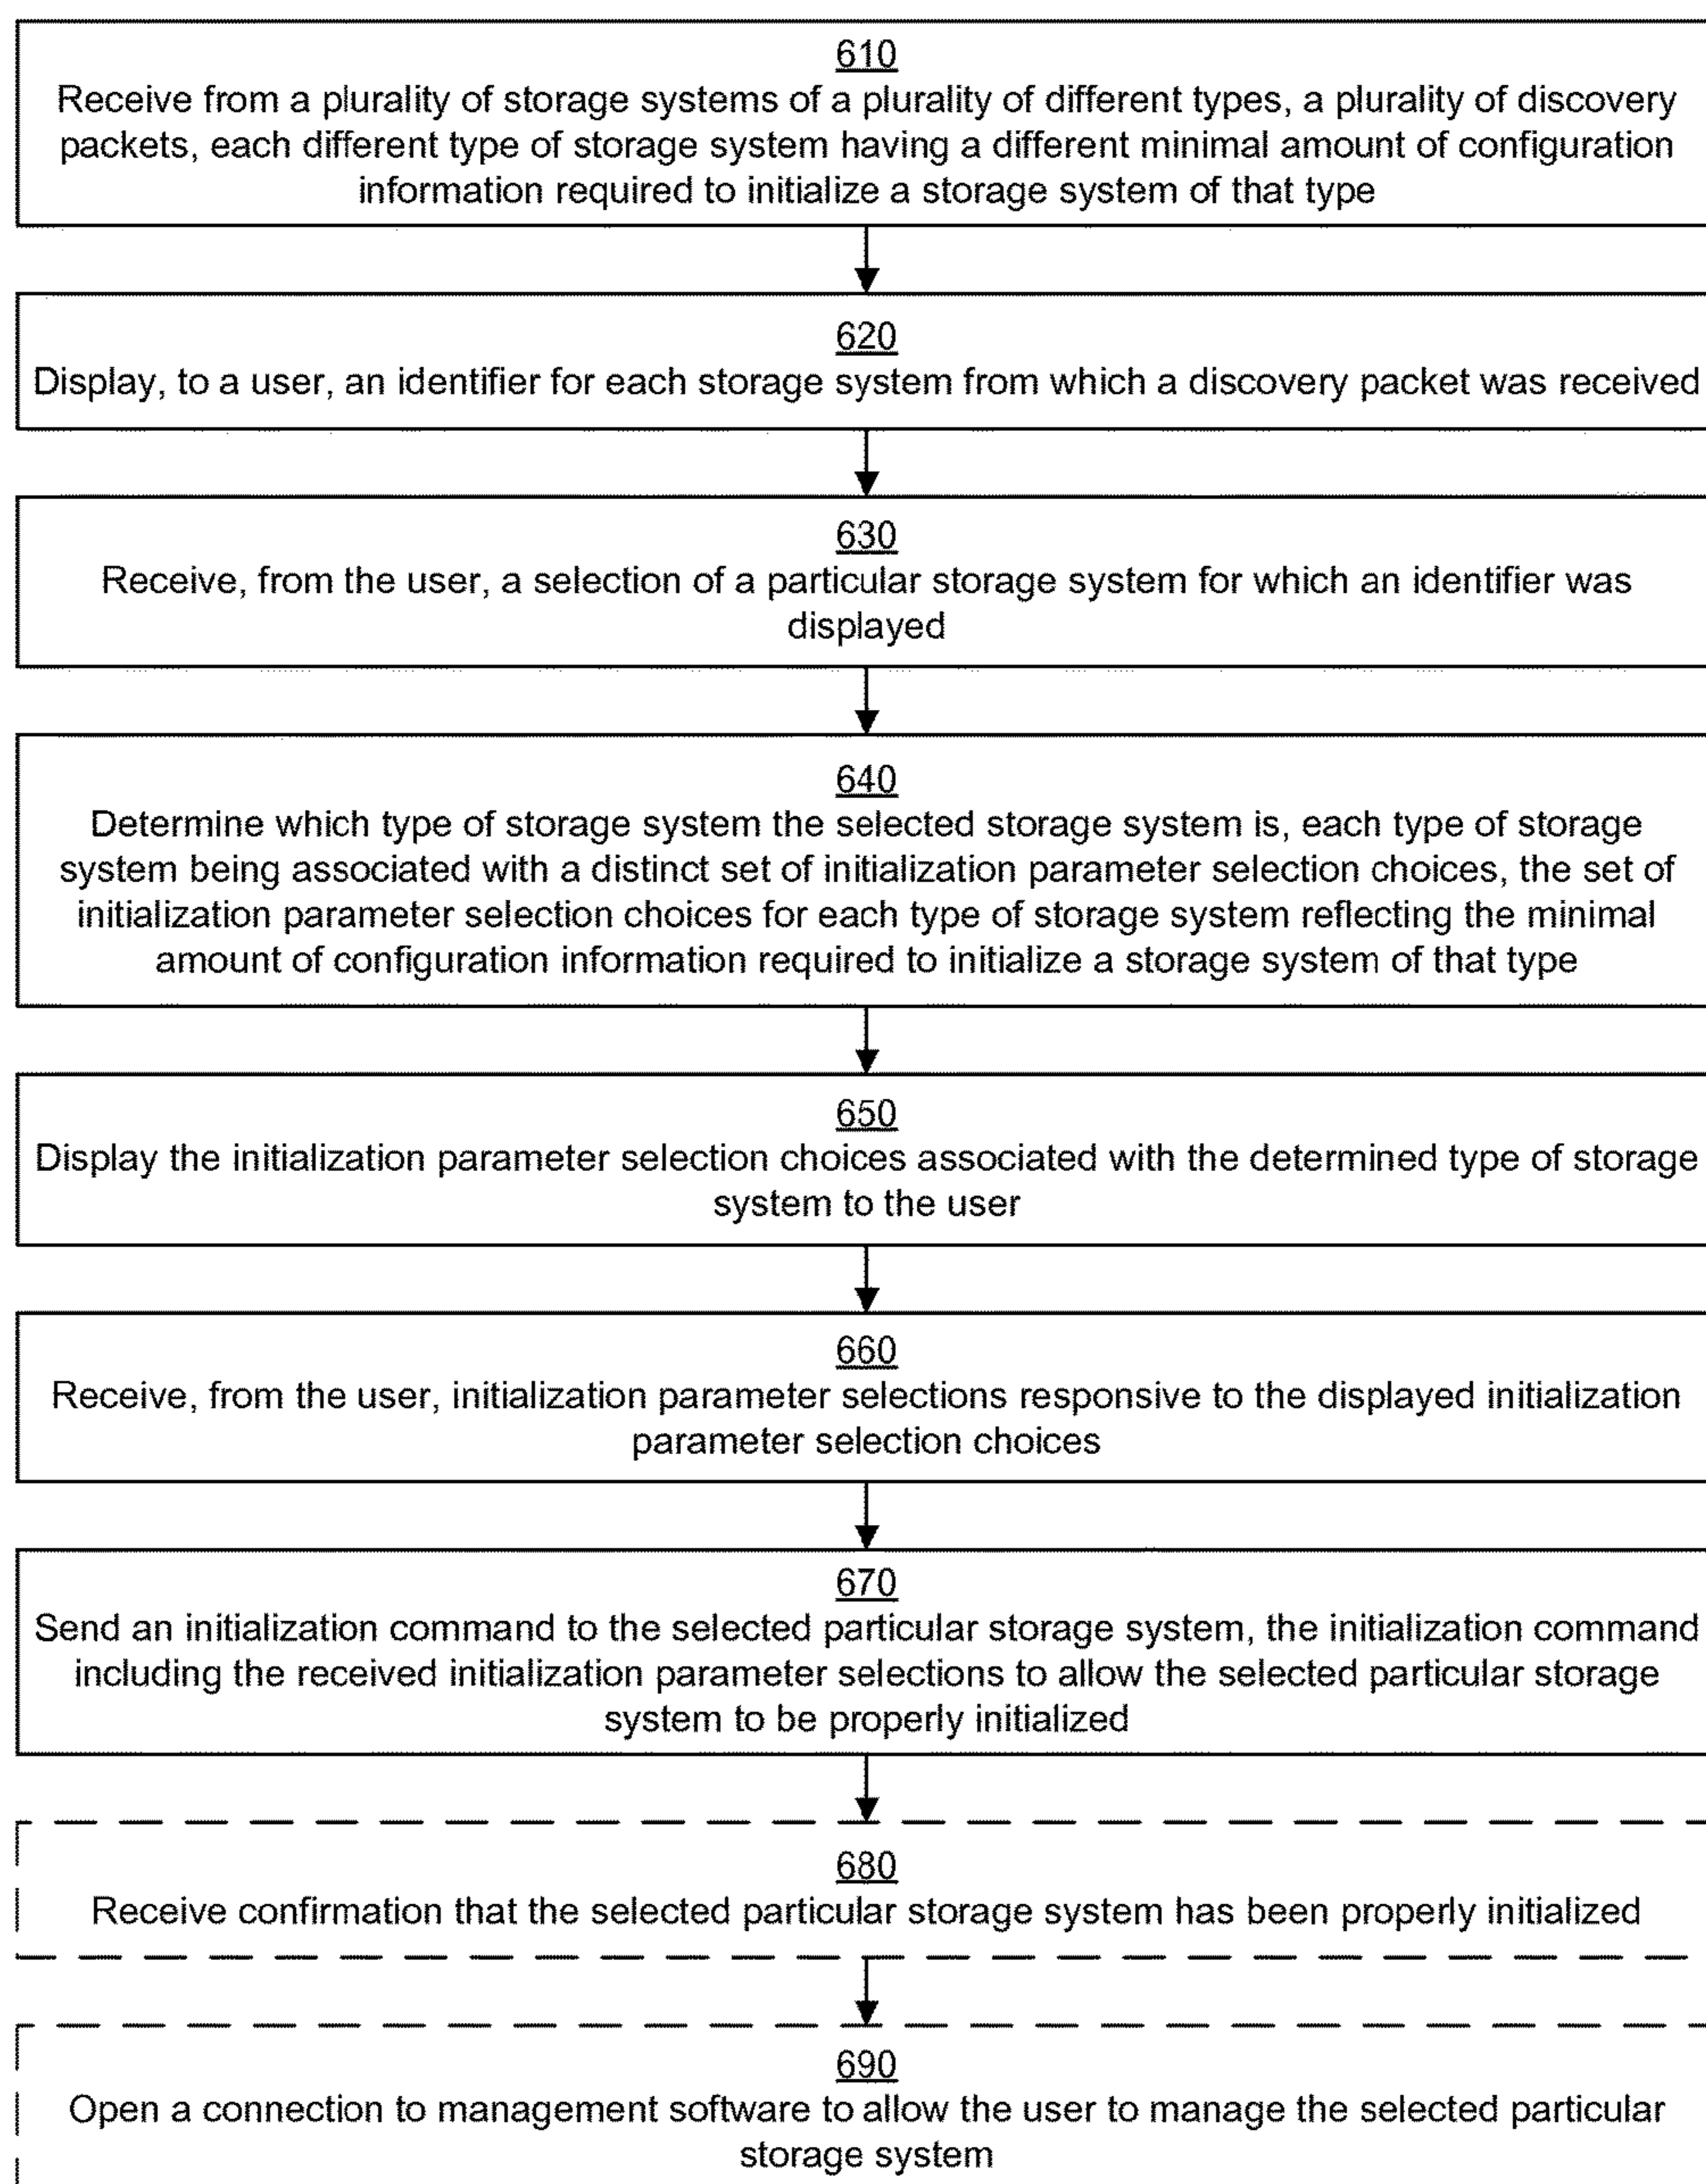 610
Receive from a plurality of storage systems of a plurality of different types, a plurality of discovery
packets, each different type of storage system having a different minimal amount of configuration
information required to initialize a storage system of that type
620
Display, to a user, an identifier for each storage system from which a discovery packet was received
630
Receive, from the user, a selection of a particular storage system for which an identifier was
displayed
640
Determine which type of storage system the selected storage system is, each type of storage
system being associated with a distinct set of initialization parameter selection choices, the set of
initialization parameter selection choices for each type of storage system reflecting the minimal
amount of configuration information required to initialize a storage system of that type
650
Display the initialization parameter selection choices associated with the determined type of storage
system to the user
660
Receive, from the user, initialization parameter selections responsive to the displayed initialization
parameter selection choices
670
Send an initialization command to the selected particular storage system, the initialization command
including the received initialization parameter selections to allow the selected particular storage
system to be properly initialized
680
Receive confirmation that the selected particular storage system has been properly initialized
690
Open a connection to management software to allow the user to manage the selected particular
storage system